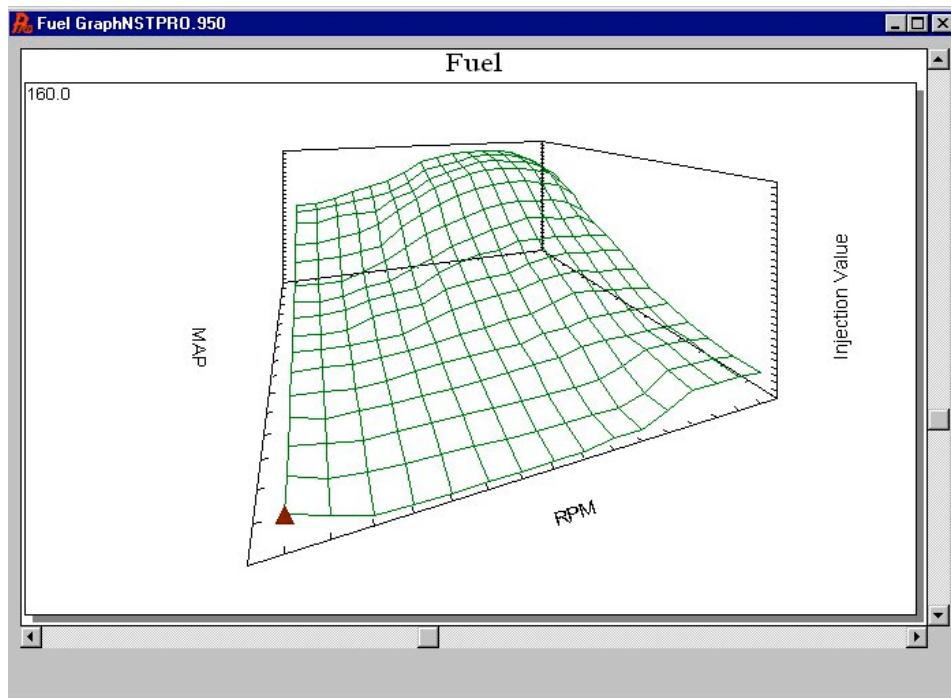 Fuel GraphNSTPRO.950
Fuel
160.0
MAP
Injection Value
RPM